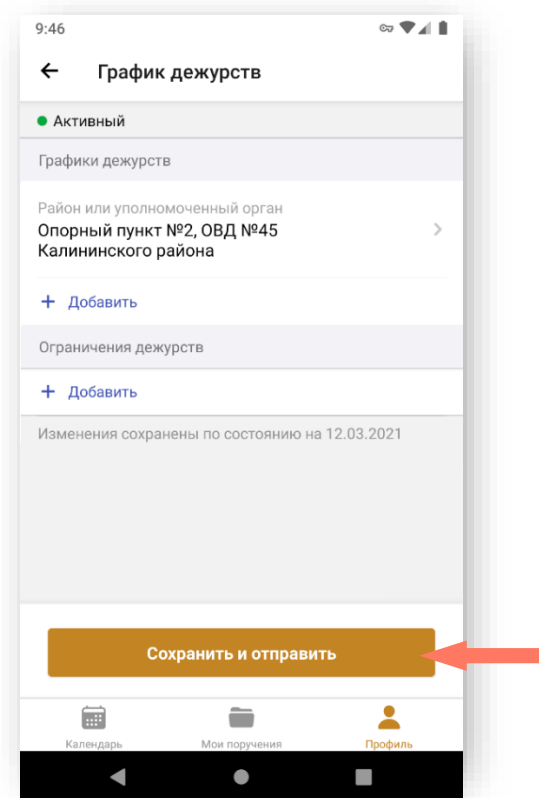 9:46
График дежурств
Активный
Графики дежурств
Район или уполномоченный орган
Опорный пункт №2, ОВД №45
Калининского района
+ Добавить
Ограничения дежурств
+ Добавить
Изменения сохранены по состоянию на 12.03.2021
Сохранить и отправить
Календарь Мои поручения Профиль